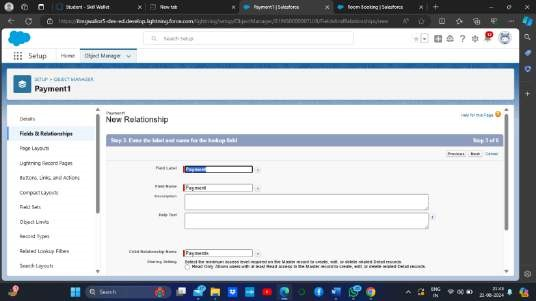 Student - Skill Wallet
New tab
Payment1 | Salesforce
Room Booking | Salesforce
Search Setup
Setup
Home
Object Manager
SETUP > OBJECT MANAGER
Payment1
Details
Fields & Relationships
Page Layouts
Lightning Record Pages
Buttons, Links, and Actions
Compact Layouts
Field Sets
Object Limits
Record Types
Related Lookup Filters
Search Layouts
Payment1
New Relationship
Help for this Page
Step 3. Enter the label and name for the lookup field
Step 3 of 6
Previous Next Cancel
Field Label Payment
Field Name Payment
Description
Help Text
Child Relationship Name Payments
Sharing Setting Select the minimum access level required on the Master record to create, edit, or delete related Detail records:
Read Only: Allows users with at least Read access to the Master record to create, edit, or delete related Detail records.
Search
ENG
IN